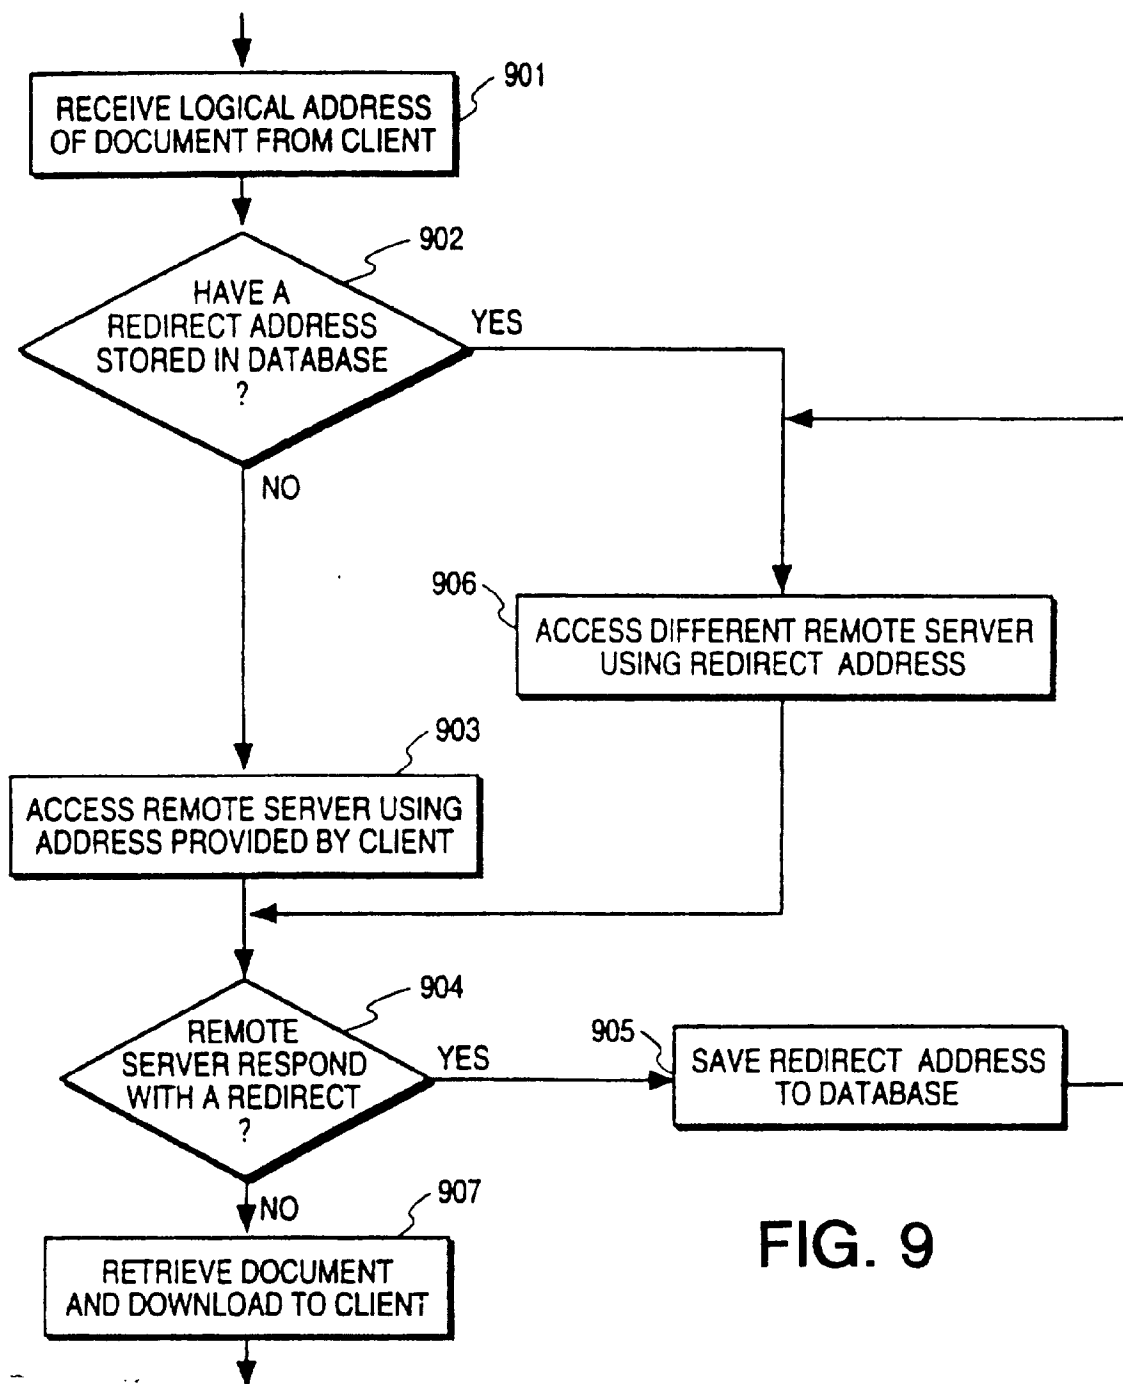 901
RECEIVE LOGICAL ADDRESS
OF DOCUMENT FROM CLIENT
902
HAVE A
REDIRECT ADDRESS
STORED IN DATABASE
?
YES
NO
906
ACCESS DIFFERENT REMOTE SERVER
USING REDIRECT ADDRESS
903
ACCESS REMOTE SERVER USING
ADDRESS PROVIDED BY CLIENT
904
REMOTE
SERVER RESPOND
WITH A REDIRECT
?
YES
905
SAVE REDIRECT ADDRESS
TO DATABASE
NO
907
RETRIEVE DOCUMENT
AND DOWNLOAD TO CLIENT
FIG. 9